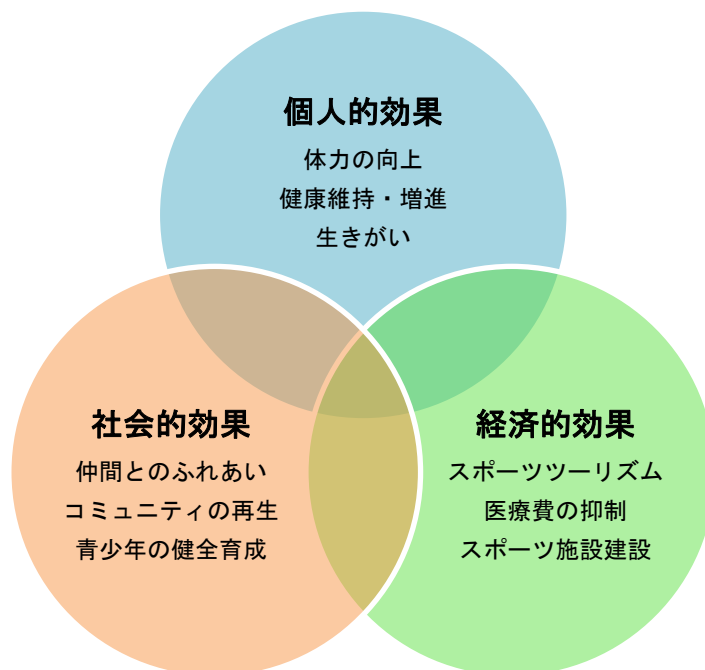 個人的効果
体力の向上
健康維持・増進
生きがい
社会的効果
仲間とのふれあい
コミュニティの再生
青少年の健全育成
経済的効果
スポーツツーリズム
医療費の抑制
スポーツ施設建設